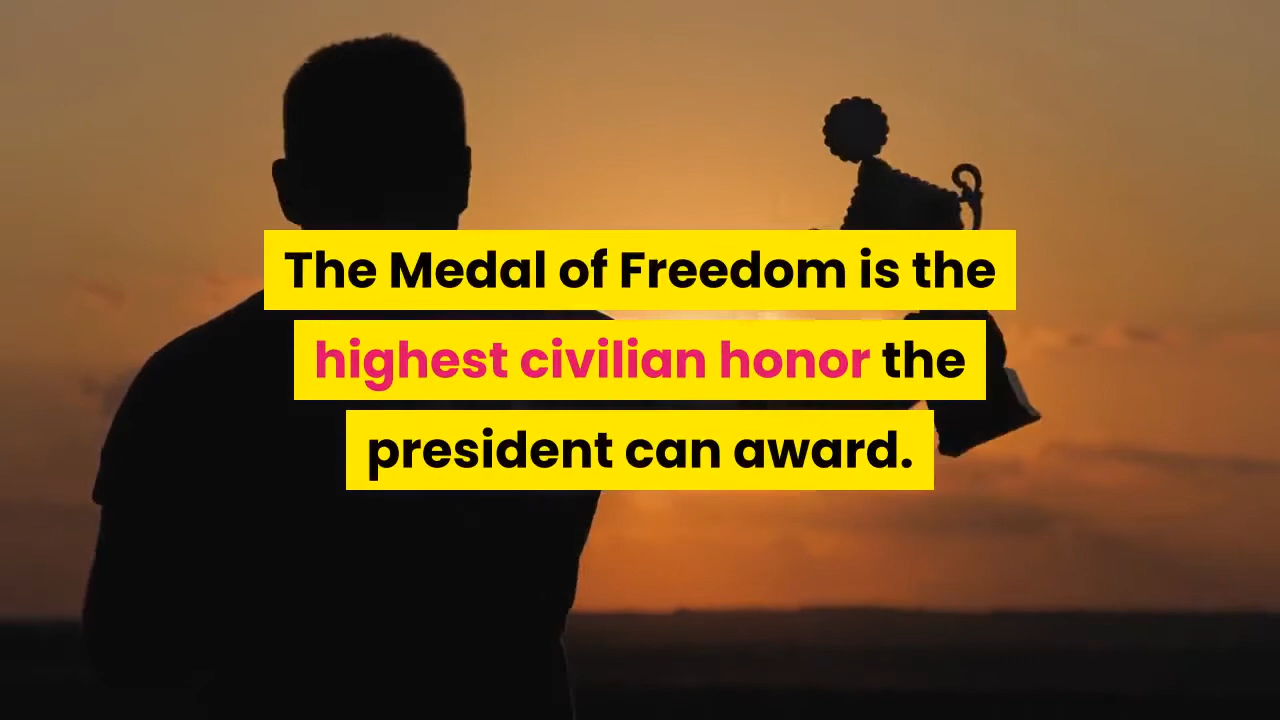 The Medal of Freedom is the
highest civilian honor the
president can award.